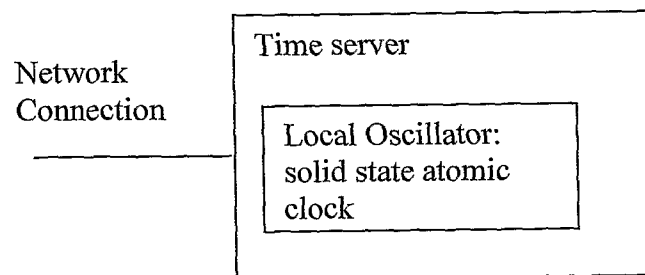 Time server
Network
Connection
Local Oscillator:
solid state atomic
clock